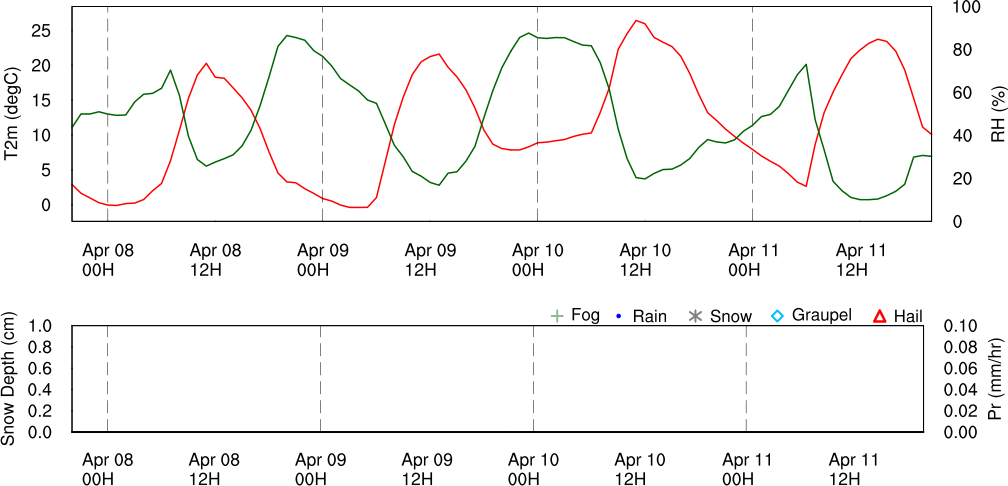 100
25
80
20
60
15
40
10
20
5
0
0
T2m (degC)
RH (%)
Apr 08 Apr 08 Apr 09 Apr 09 Apr 10 Apr 10 Apr 11 Apr 11
00H 12H 00H 12H 00H 12H 00H 12H
Fog Rain Snow Graupel Hail
1.0 0.10
0.8 0.08
0.6 0.06
0.4 0.04
0.2 0.02
0.0 0.00
Snow Depth (cm)
Pr (mm/hr)
Apr 08 Apr 08 Apr 09 Apr 09 Apr 10 Apr 10 Apr 11 Apr 11
00H 12H 00H 12H 00H 12H 00H 12H